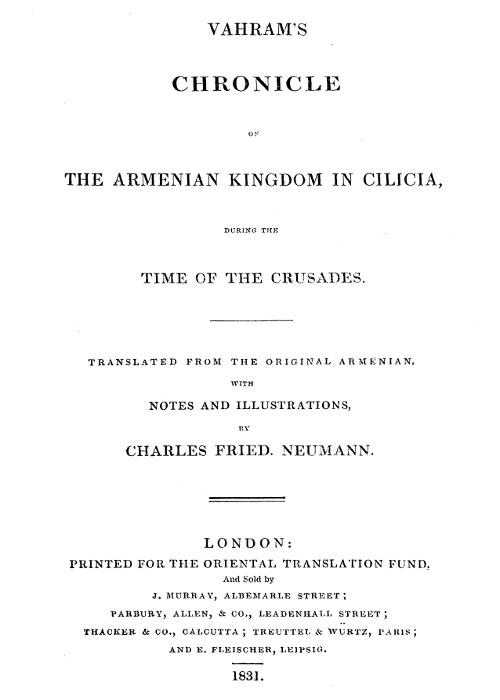 VAHRAM'S
CHRONICLE
OF
THE ARMENIAN KINGDOM IN CILICIA,
DURING THE
TIME OF THE CRUSADES.
TRANSLATED FROM THE ORIGINAL ARMENIAN,
WITH
NOTES AND ILLUSTRATIONS,
BY
CHARLES FRIED. NEUMANN.
LONDON:
PRINTED FOR THE ORIENTAL TRANSLATION FUND,
And Sold by
J. MURRAY, ALBEMARLE STREET;
PARBURY, ALLEN, & CO., LEADENHALL STREET;
THACKER & CO., CALCUTTA; TREUTTEL & WÜRTZ, PARIS;
AND E. FLEISCHER, LEIPSIG.
1831.